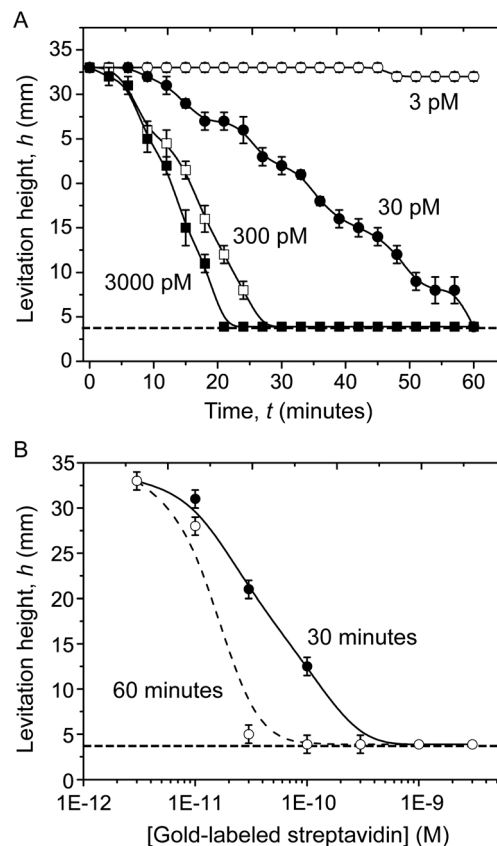 A
35
30
5
0
15
10
5
0
Levitation height, h (mm)
3 pM
30 pM
300 pM
3000 pM
0 10 20 30 40 50 60
Time, t (minutes)
B
35
30
25
20
15
10
5
0
Levitation height, h (mm)
30 minutes
60 minutes
1E-12 1E-11 1E-10 1E-9
[Gold-labeled streptavidin] (M)